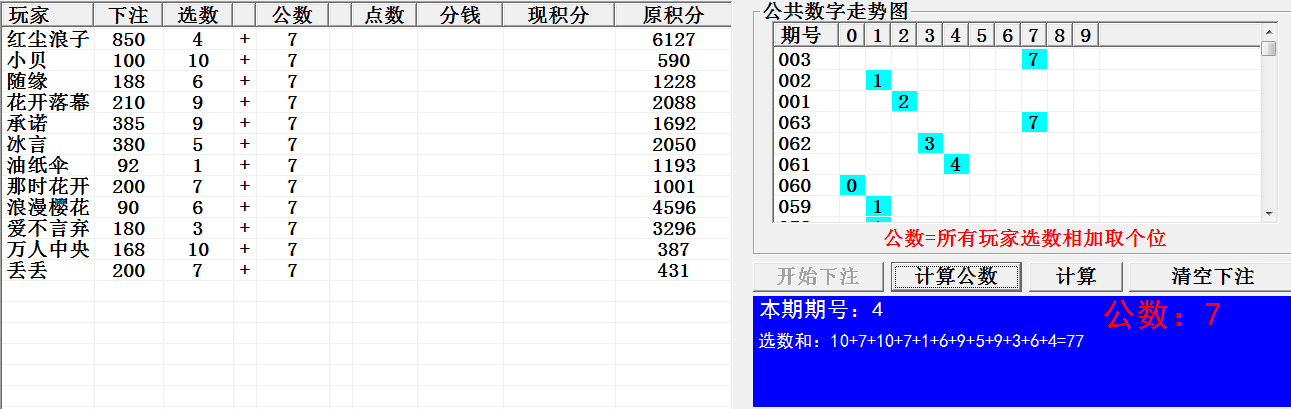 玩家 下注 选数 公数 点数 分钱 现积分 原积分
红尘浪子 850 4 + 7 6127
小贝 100 10 + 7 590
随缘 188 6 + 7 1228
花开落幕 210 9 + 7 2088
承诺 385 9 + 7 1692
冰言 380 5 + 7 2050
油纸伞 92 1 + 7 1193
那时花开 200 7 + 7 1001
浪漫樱花 90 6 + 7 4596
爱不言弃 180 3 + 7 3296
万人中央 168 10 + 7 387
丢丢 200 7 + 7 431
公共数字走势图
期号 0 1 2 3 4 5 6 7 8 9
003 7
002 1
001 2
063 7
062 3
061 4
060 0
059 1
公数=所有玩家选数相加取个位
开始下注 计算公数 计算 清空下注
本期期号：4
公数：7
选数和：10+7+10+7+1+6+9+5+9+3+6+4=77